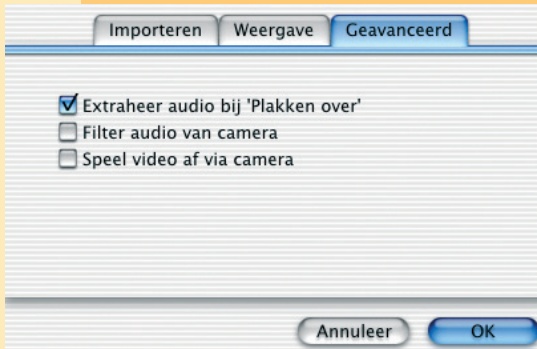 Importeren Weergave Geavanceerd
Extraheer audio bij 'Plakken over'
Filter audio van camera
Speel video af via camera
Annuleer OK